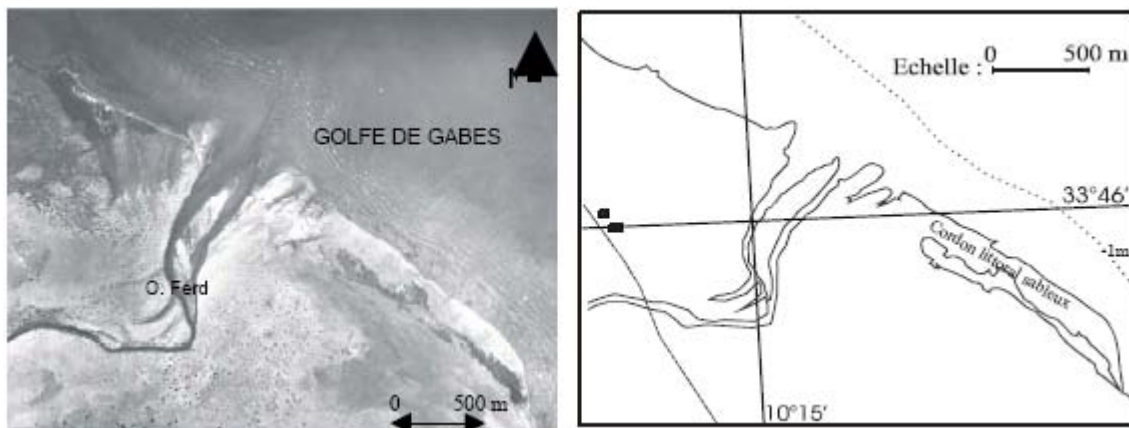 GOLFE DE GABES
O. Ferd
0 500 m
Echelle : 0 500 m
33°46'
Cordon littoral sableux
-1m
10°15'